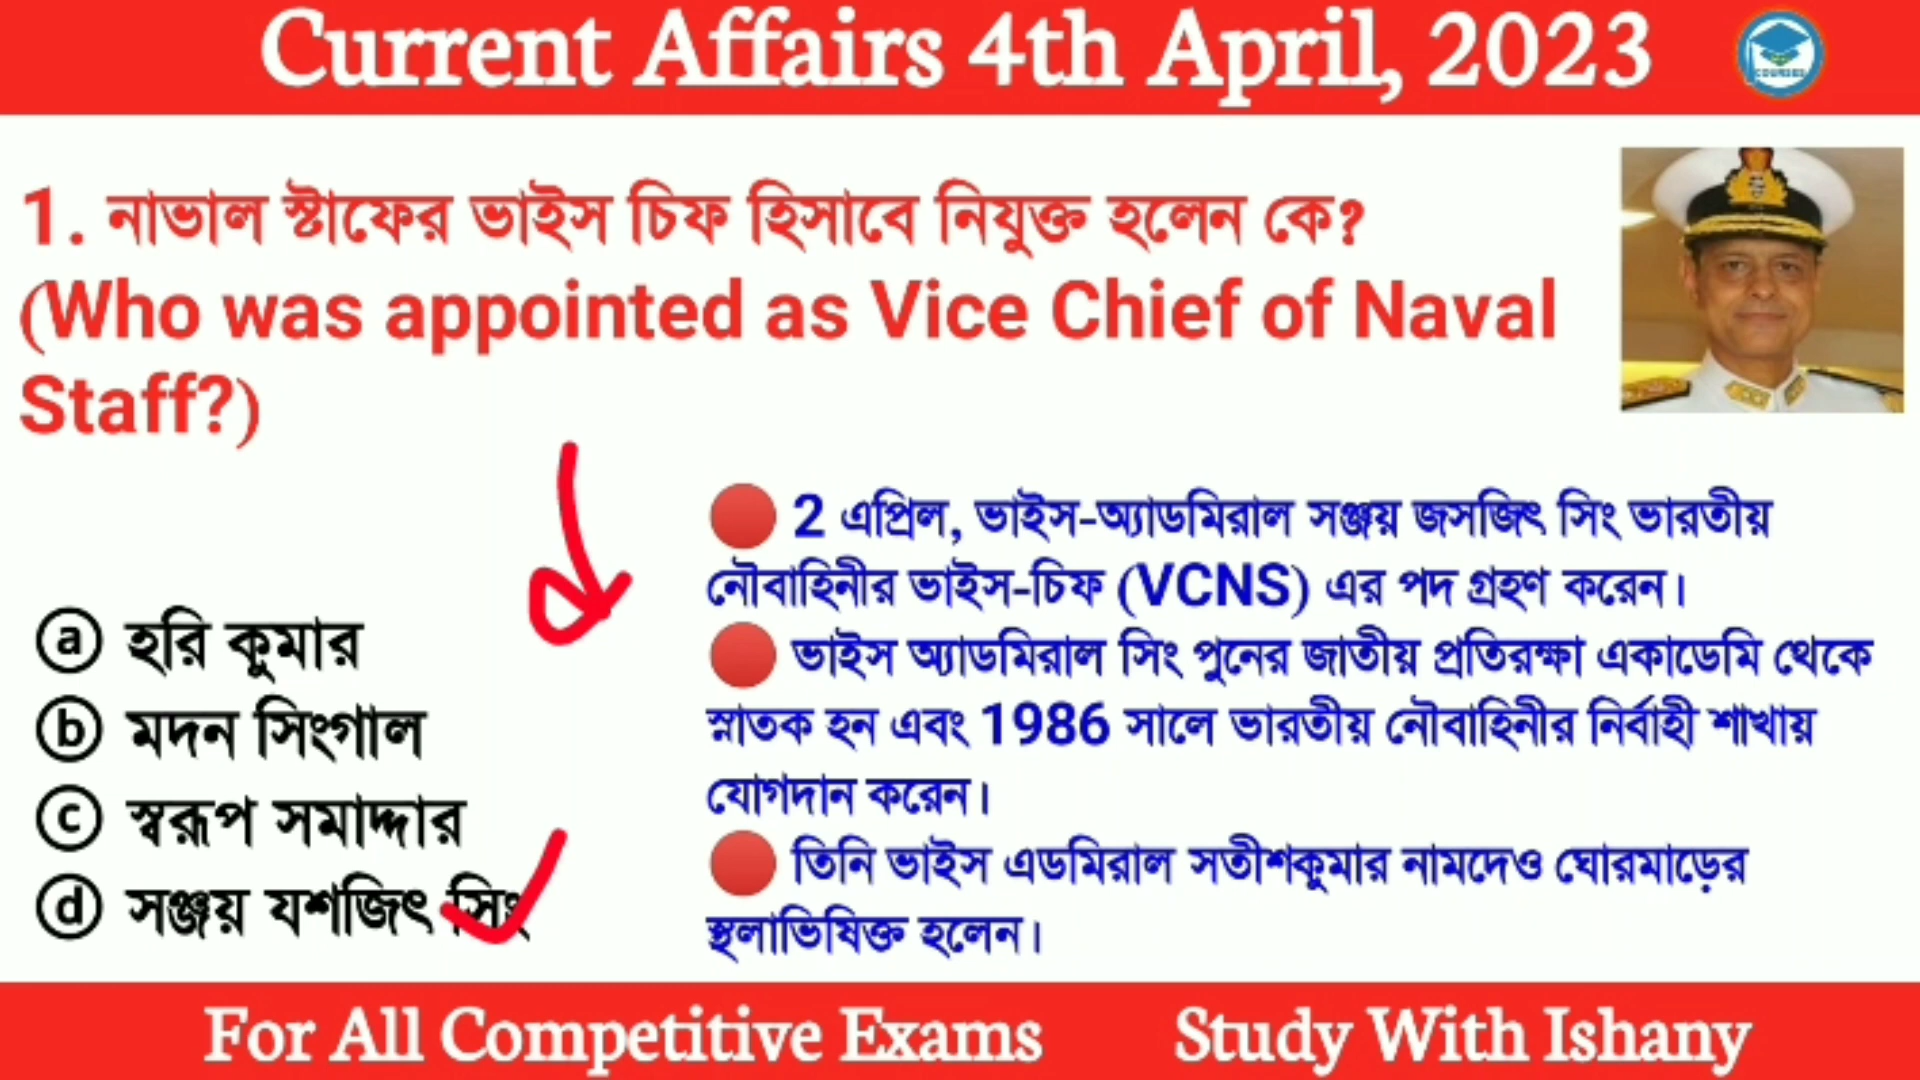 Current Affairs 4th April, 2023
COURSES
1. নাভাল স্টাফের ভাইস চিফ হিসাবে নিযুক্ত হলেন কে?
(Who was appointed as Vice Chief of Naval
Staff?)
ⓐ হরি কুমার
ⓑ মদন সিংগাল
ⓒ স্বরূপ সমাদ্দার
ⓓ সঞ্জয় যশজিৎ সিং
🔴 2 এপ্রিল, ভাইস-অ্যাডমিরাল সঞ্জয় জসজিৎ সিং ভারতীয়
নৌবাহিনীর ভাইস-চিফ (VCNS) এর পদ গ্রহণ করেন।
🔴 ভাইস অ্যাডমিরাল সিং পুনের জাতীয় প্রতিরক্ষা একাডেমি থেকে
স্নাতক হন এবং 1986 সালে ভারতীয় নৌবাহিনীর নির্বাহী শাখায়
যোগদান করেন।
🔴 তিনি ভাইস এডমিরাল সতীশকুমার নামদেও ঘোরমাড়ের
স্থলাভিষিক্ত হলেন।
For All Competitive Exams Study With Ishany